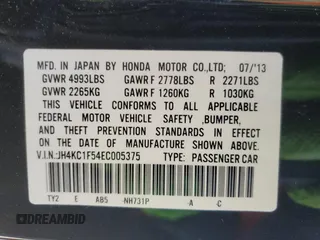 MFD. IN JAPAN BY HONDA MOTOR CO.,LTD; 07/'13
GVWR 4993LBS GAWR F 2778LBS R 2271LBS
GVWR 2265KG GAWR F 1260KG R 1030KG
THIS VEHICLE CONFORMS TO ALL APPLICABLE
FEDERAL MOTOR VEHICLE SAFETY ,BUMPER,
AND THEFT PREVENTION STANDARDS IN EFFECT
ON THE DATE OF MANUFACTURE SHOWN ABOVE.
V.I.N.:JH4KC1F54EC005375 TYPE: PASSENGER CAR
TY2 E AB5 -NH731P -A -C
DREAMBID